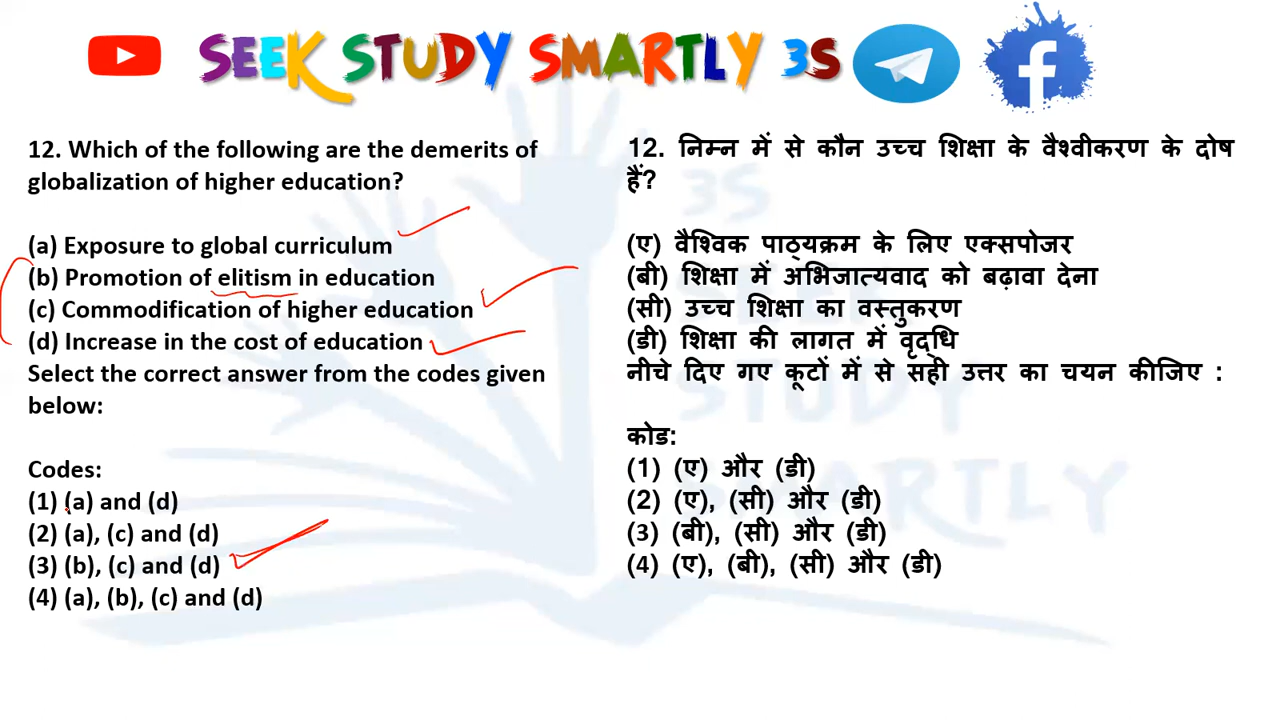 SEEK STUDY SMARTLY 3S
12. Which of the following are the demerits of
globalization of higher education?
(a) Exposure to global curriculum
(b) Promotion of elitism in education
(c) Commodification of higher education
(d) Increase in the cost of education
Select the correct answer from the codes given
below:
Codes:
(1) (a) and (d)
(2) (a), (c) and (d)
(3) (b), (c) and (d)
(4) (a), (b), (c) and (d)
12. निम्न में से कौन उच्च शिक्षा के वैश्वीकरण के दोष
हैं?
(ए) वैश्विक पाठ्यक्रम के लिए एक्सपोजर
(बी) शिक्षा में अभिजात्यवाद को बढ़ावा देना
(सी) उच्च शिक्षा का वस्तुकरण
(डी) शिक्षा की लागत में वृद्धि
नीचे दिए गए कूटों में से सही उत्तर का चयन कीजिए :
कोड:
(1) (ए) और (डी)
(2) (ए), (सी) और (डी)
(3) (बी), (सी) और (डी)
(4) (ए), (बी), (सी) और (डी)
3S
SEEK
STUDY
SMARTLY